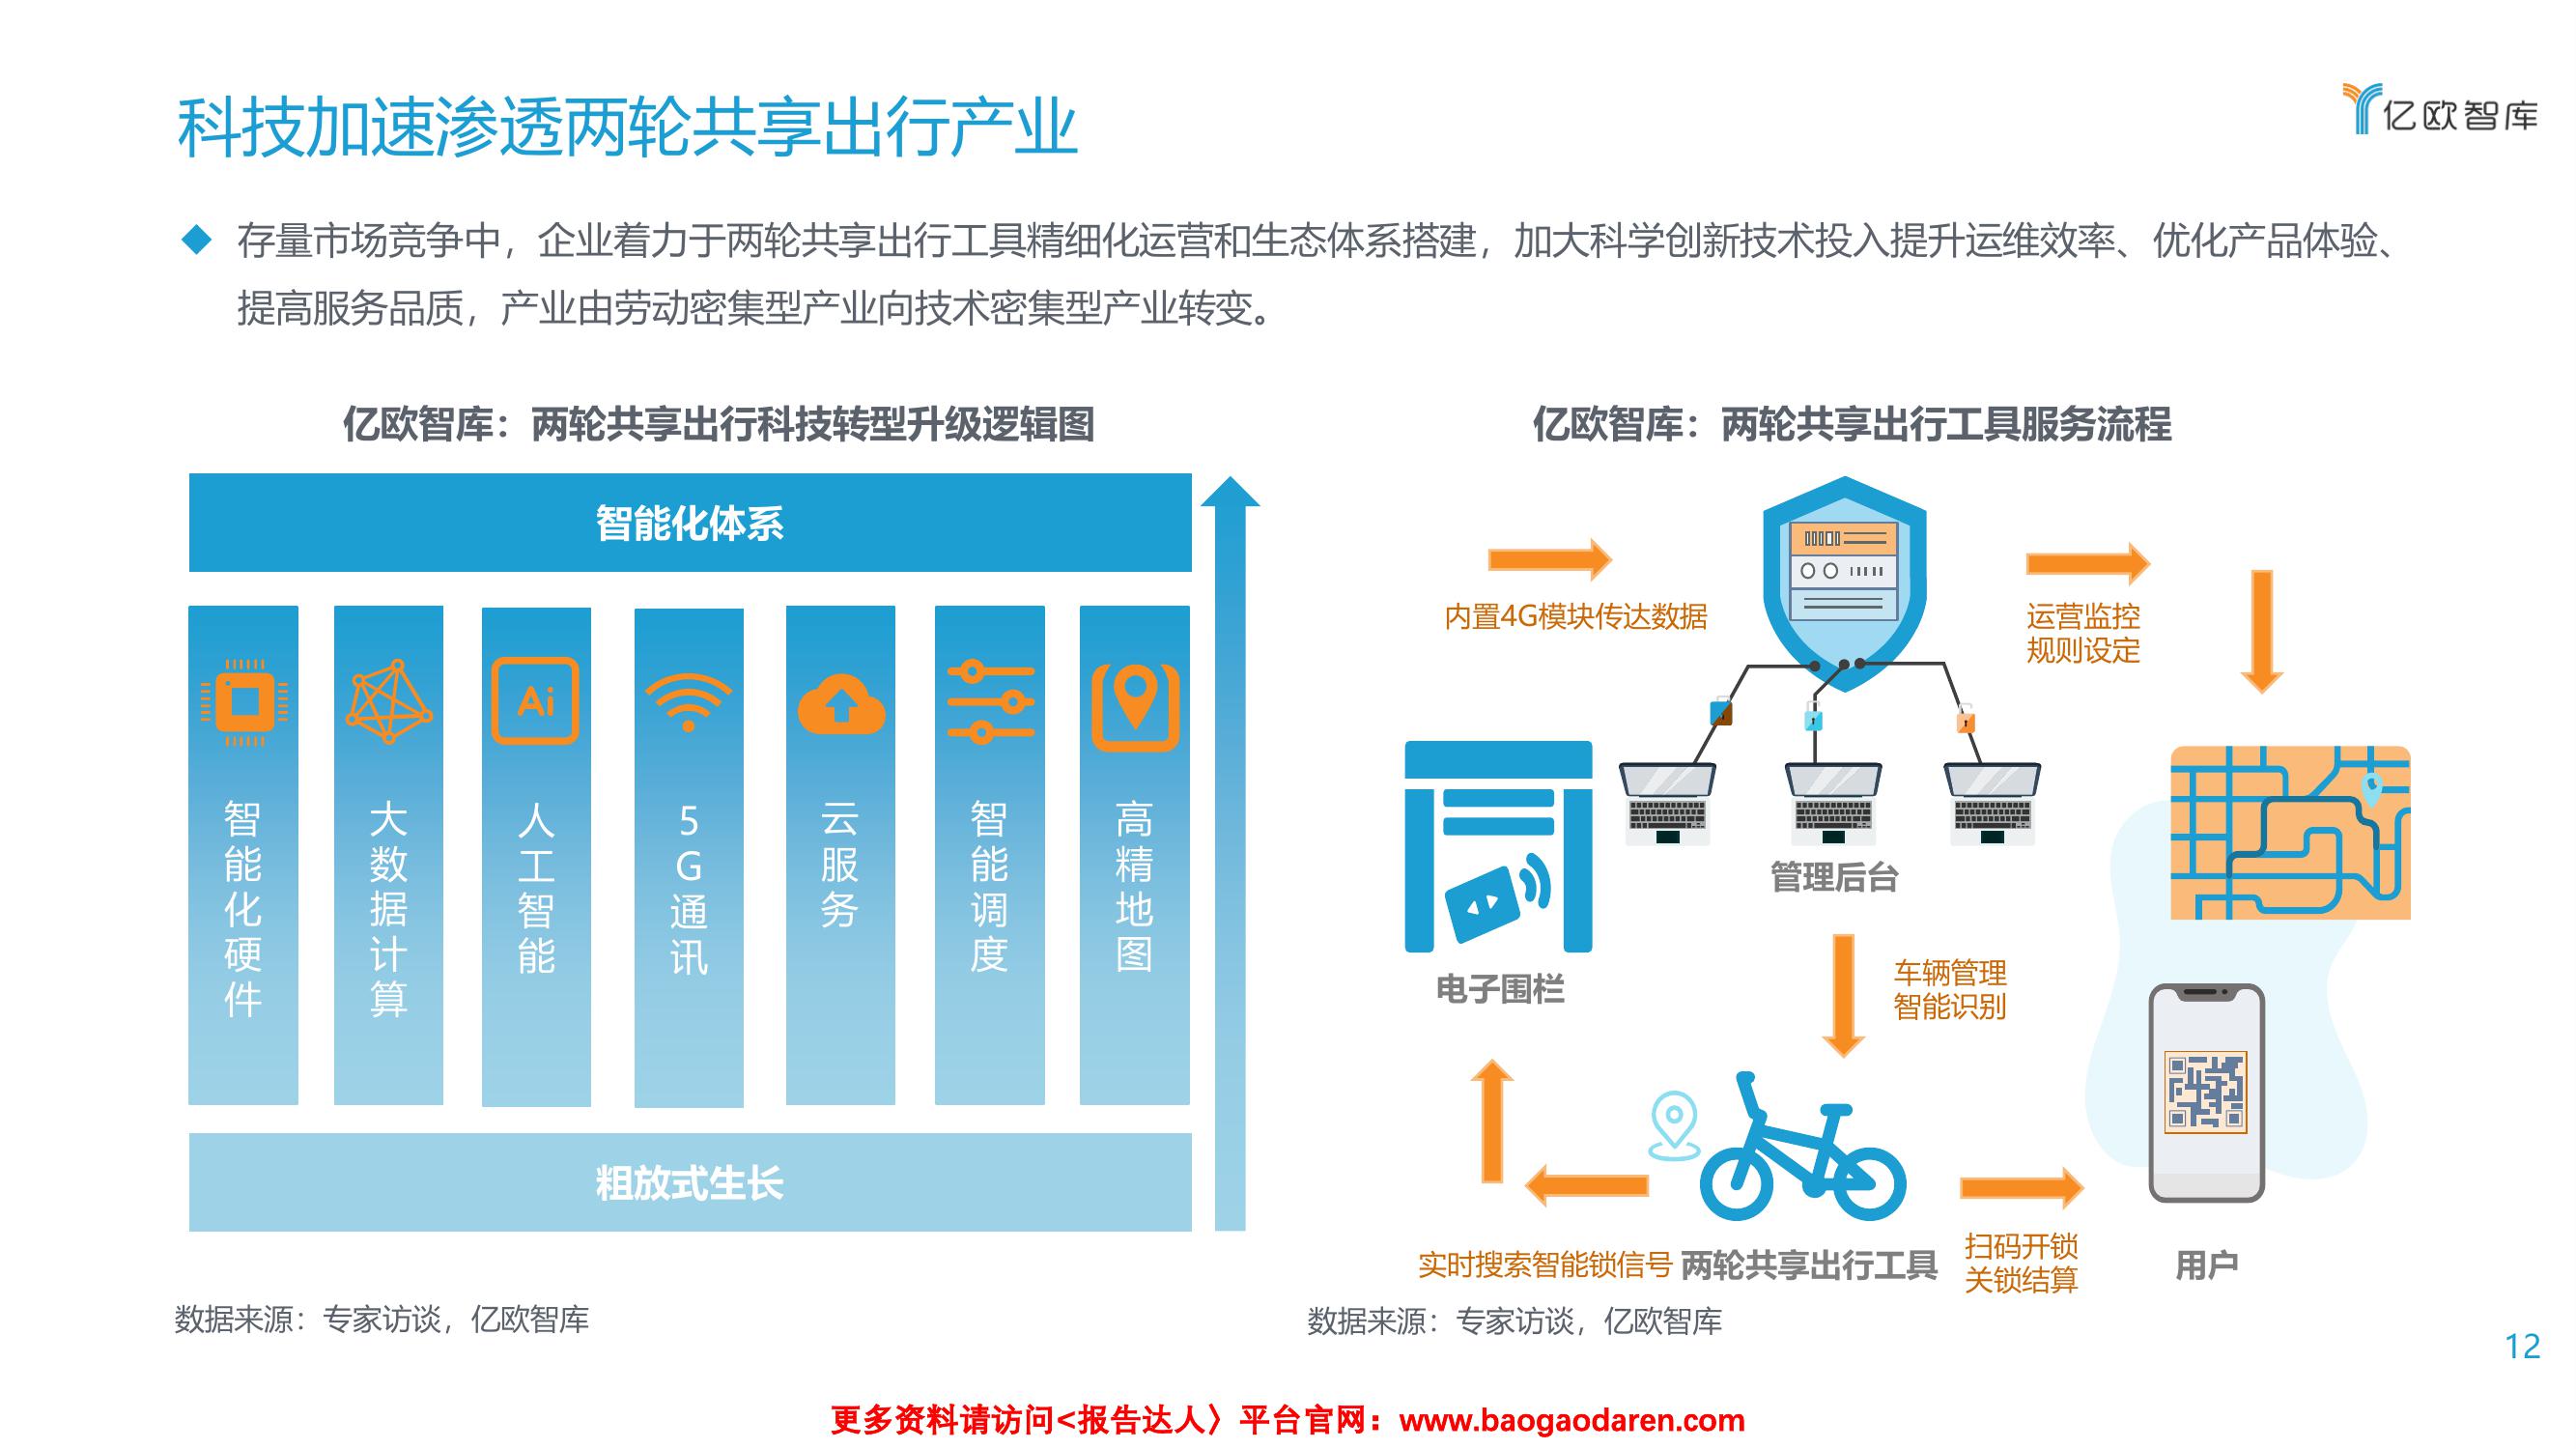 科技加速渗透两轮共享出行产业
亿欧智库
存量市场竞争中，企业着力于两轮共享出行工具精细化运营和生态体系搭建，加大科学创新技术投入提升运维效率、优化产品体验、
提高服务品质，产业由劳动密集型产业向技术密集型产业转变。
亿欧智库：两轮共享出行科技转型升级逻辑图
智能化体系
智能化硬件
大数据计算
Ai
人工智能
5G通讯
云服务
智能调度
高精地图
粗放式生长
数据来源：专家访谈，亿欧智库
亿欧智库：两轮共享出行工具服务流程
内置4G模块传达数据
运营监控
规则设定
管理后台
电子围栏
车辆管理
智能识别
实时搜索智能锁信号
两轮共享出行工具
扫码开锁
关锁结算
用户
数据来源：专家访谈，亿欧智库
12
更多资料请访问<报告达人〉平台官网：www.baogaodaren.com